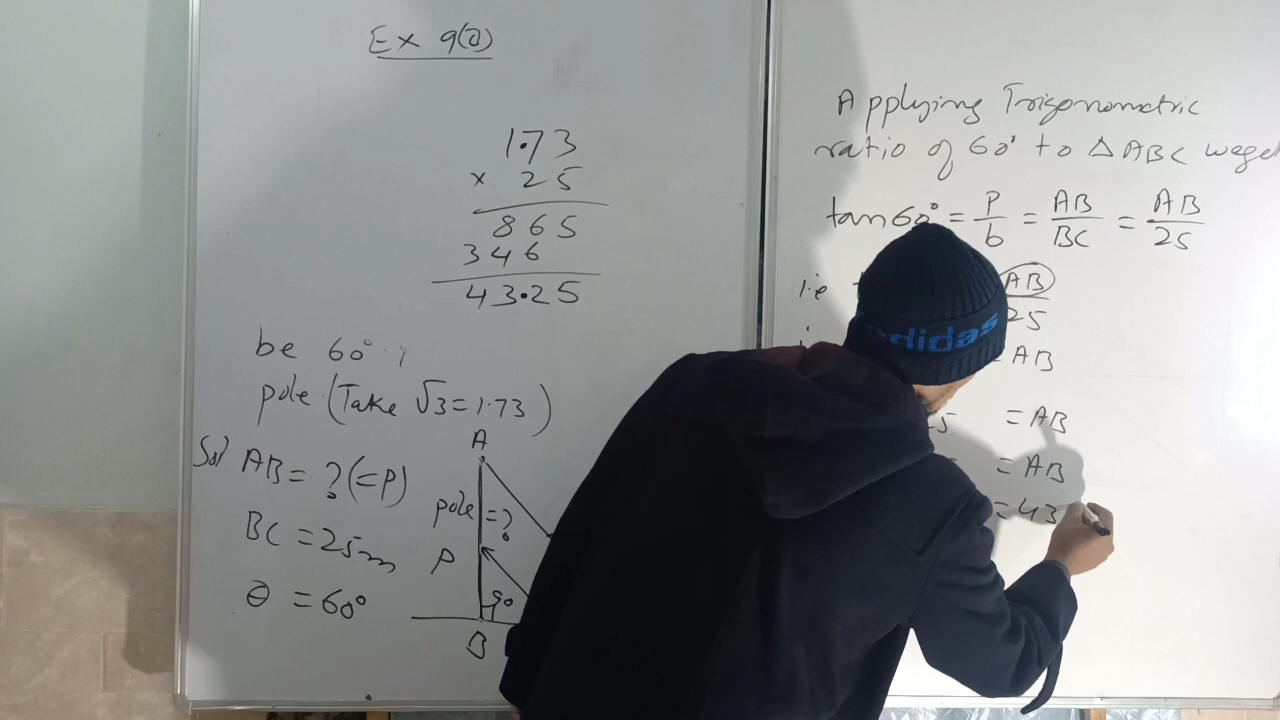 Ex 9(a)
1.73
× 25
865
346
43.25
be 60°
pole (Take √3 = 1.73)
Sol AB = ? (= P)
BC = 25m
θ = 60°
A
pole = ?
P
90
B
Applying Trigonometric
ratio of 60° to △ABC we get
tan 60° = P/b = AB/BC = AB/25
i.e AB/25
= AB
= AB
= AB
= 43
adidas